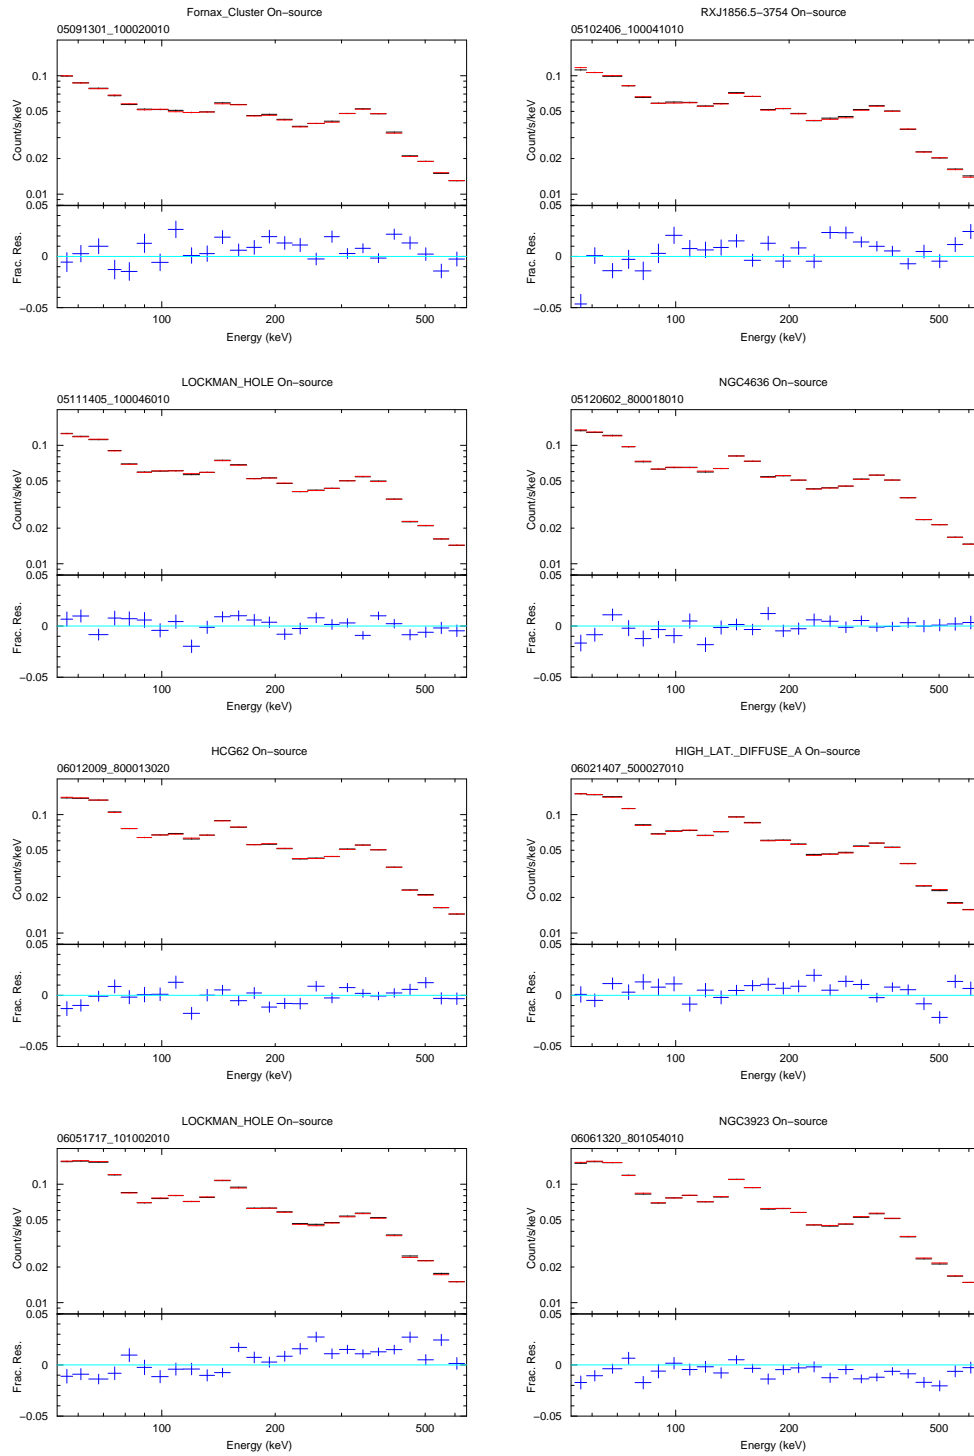 Fornax_Cluster On−source
05091301_100020010
0.1
0.05
0.02
0.01
Count/s/keV
0.05
0
−0.05
Frac. Res.
100
200
500
Energy (keV)
RXJ1856.5−3754 On−source
05102406_100041010
0.1
0.05
0.02
0.01
Count/s/keV
0.05
0
−0.05
Frac. Res.
100
200
500
Energy (keV)
LOCKMAN_HOLE On−source
05111405_100046010
0.1
0.05
0.02
0.01
Count/s/keV
0.05
0
−0.05
Frac. Res.
100
200
500
Energy (keV)
NGC4636 On−source
05120602_800018010
0.1
0.05
0.02
0.01
Count/s/keV
0.05
0
−0.05
Frac. Res.
100
200
500
Energy (keV)
HCG62 On−source
06012009_800013020
0.1
0.05
0.02
0.01
Count/s/keV
0.05
0
−0.05
Frac. Res.
100
200
500
Energy (keV)
HIGH_LAT._DIFFUSE_A On−source
06021407_500027010
0.1
0.05
0.02
0.01
Count/s/keV
0.05
0
−0.05
Frac. Res.
100
200
500
Energy (keV)
LOCKMAN_HOLE On−source
06051717_101002010
0.1
0.05
0.02
0.01
Count/s/keV
0.05
0
−0.05
Frac. Res.
100
200
500
Energy (keV)
NGC3923 On−source
06061320_801054010
0.1
0.05
0.02
0.01
Count/s/keV
0.05
0
−0.05
Frac. Res.
100
200
500
Energy (keV)